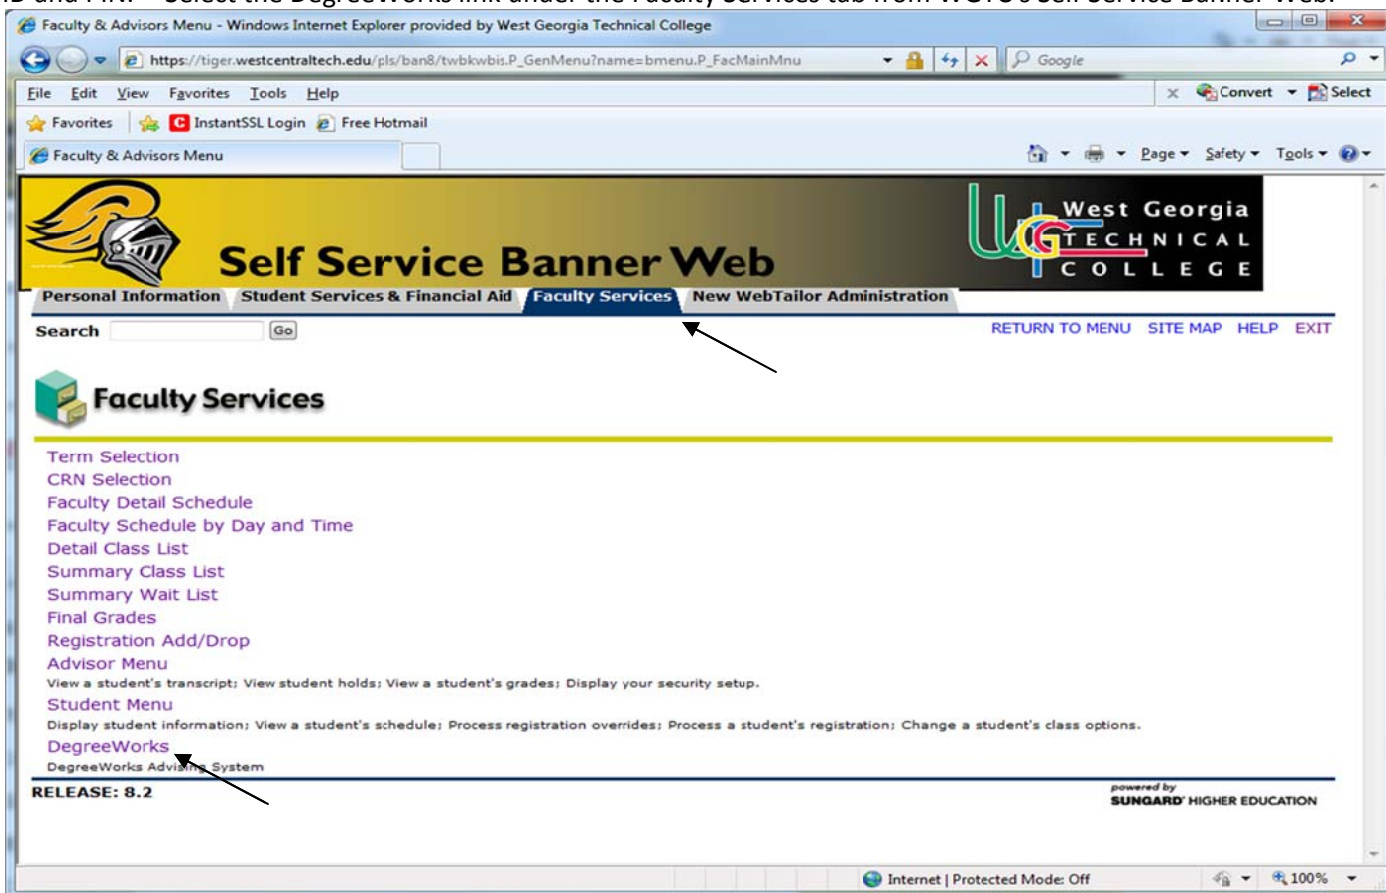 ID and PIN. Select the DegreeWorks link under the Faculty Services tab from WGTC's Self Service Banner Web.
Faculty & Advisors Menu - Windows Internet Explorer provided by West Georgia Technical College
https://tiger.westcentraltech.edu/pls/ban8/twbkwbis.P_GenMenu?name=bmenu.P_FacMainMnu
Google
File Edit View Favorites Tools Help
Convert Select
Favorites InstantSSL Login Free Hotmail
Faculty & Advisors Menu
Page Safety Tools
Self Service Banner Web
West Georgia
TECHNICAL
COLLEGE
Personal Information Student Services & Financial Aid Faculty Services New WebTailor Administration
Search Go RETURN TO MENU SITE MAP HELP EXIT
Faculty Services
Term Selection
CRN Selection
Faculty Detail Schedule
Faculty Schedule by Day and Time
Detail Class List
Summary Class List
Summary Wait List
Final Grades
Registration Add/Drop
Advisor Menu
View a student's transcript; View student holds; View a student's grades; Display your security setup.
Student Menu
Display student information; View a student's schedule; Process registration overrides; Process a student's registration; Change a student's class options.
DegreeWorks
DegreeWorks Advising System
RELEASE: 8.2
powered by
SUNGARD' HIGHER EDUCATION
Internet | Protected Mode: Off 100%